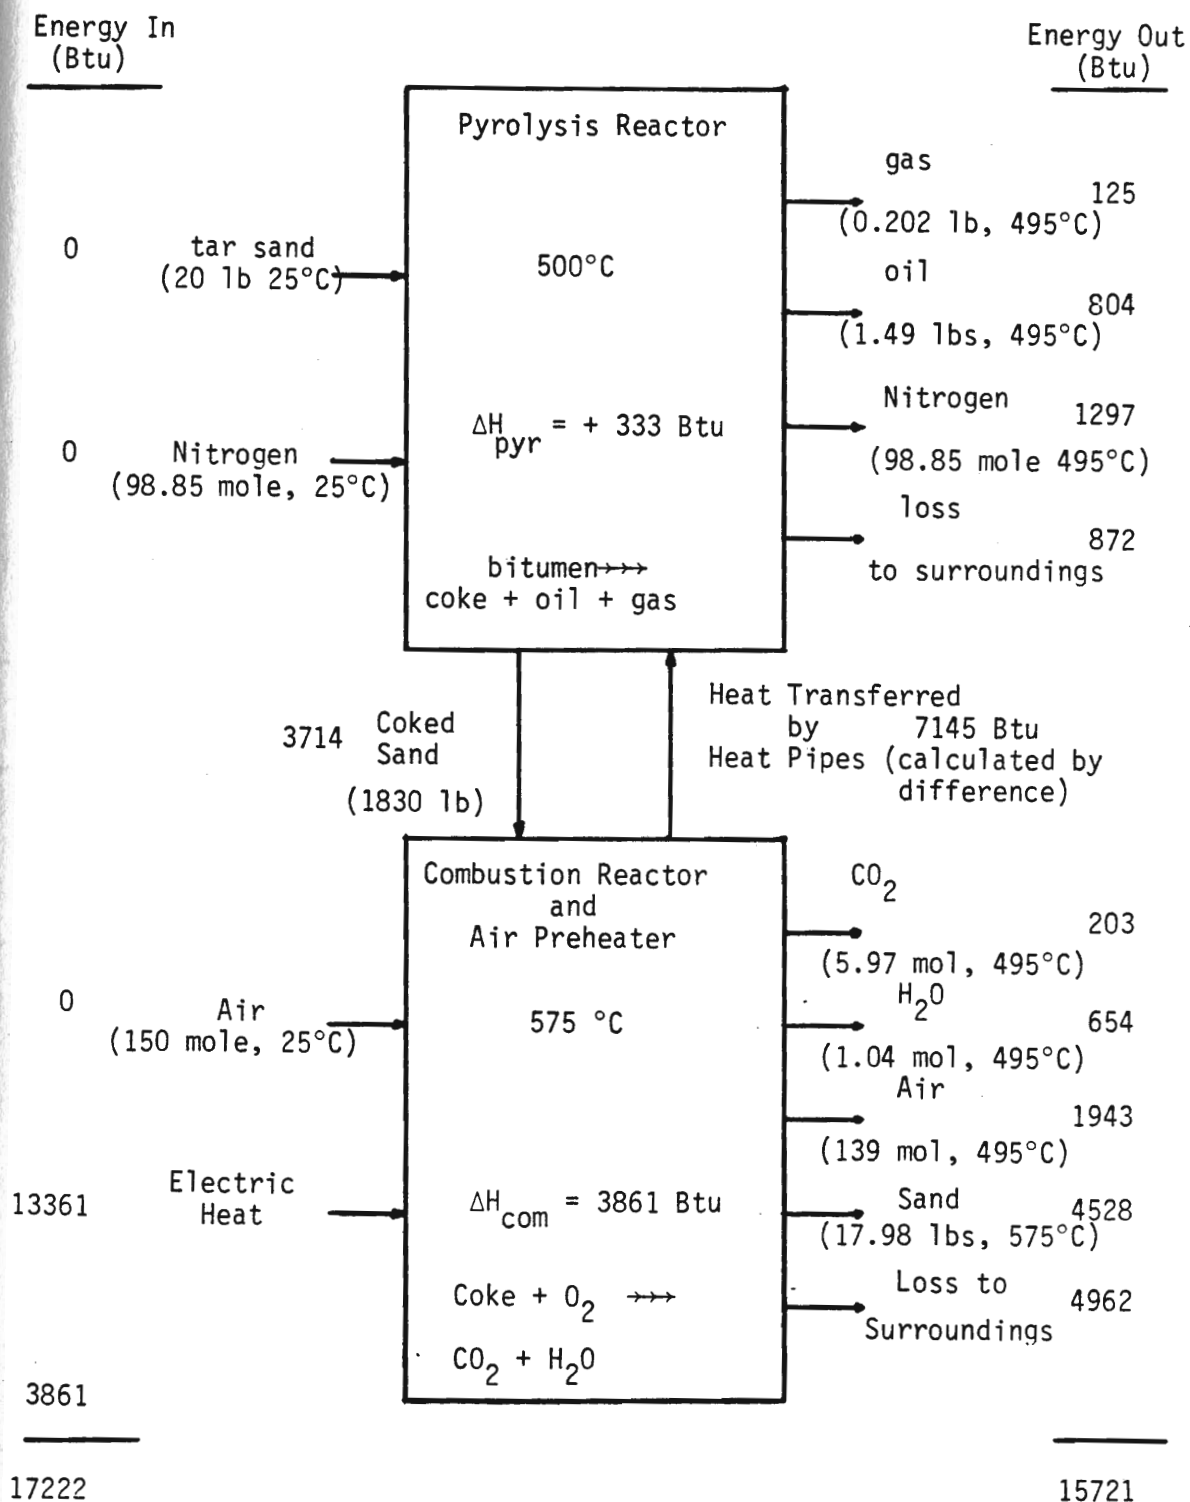 Energy In
(Btu)
Energy Out
(Btu)
Pyrolysis Reactor
gas
125
(0.202 lb, 495°C)
0
tar sand
(20 lb 25°C)
500°C
oil
804
(1.49 lbs, 495°C)
Nitrogen
1297
(98.85 mole 495°C)
ΔHpyr = + 333 Btu
0
Nitrogen
(98.85 mole, 25°C)
loss
872
to surroundings
bitumen→→→
coke + oil + gas
3714
Coked
Sand
(1830 lb)
Heat Transferred
by 7145 Btu
Heat Pipes (calculated by
difference)
Combustion Reactor
and
Air Preheater
CO2
203
(5.97 mol, 495°C)
0
Air
(150 mole, 25°C)
575 °C
H2O
654
(1.04 mol, 495°C)
Air
1943
(139 mol, 495°C)
13361
Electric
Heat
ΔHcom = 3861 Btu
Sand
4528
(17.98 lbs, 575°C)
Coke + O2 →→→
CO2 + H2O
Loss to
4962
Surroundings
3861
17222
15721